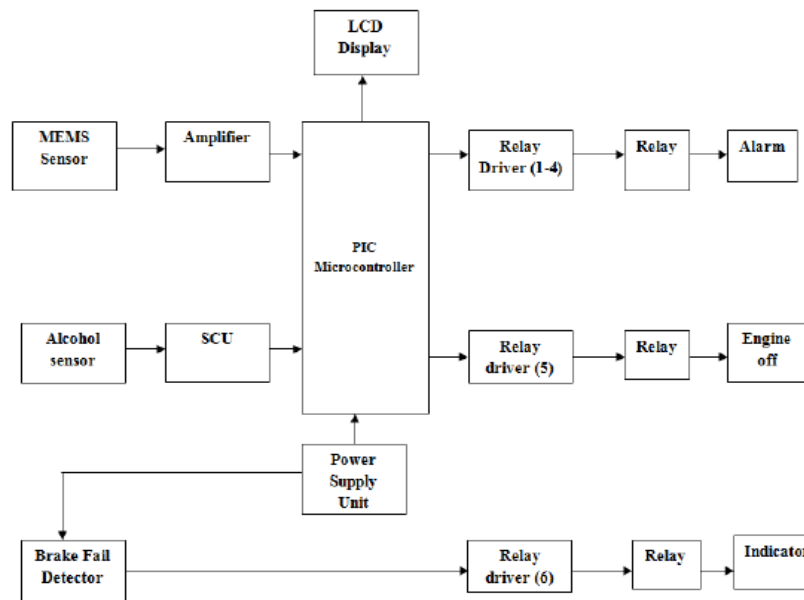 LCD
Display
MEMS
Sensor
Amplifier
Relay
Driver (1-4)
Relay
Alarm
PIC
Microcontroller
Alcohol
sensor
SCU
Relay
driver (5)
Relay
Engine
off
Power
Supply
Unit
Brake Fail
Detector
Relay
driver (6)
Relay
Indicator